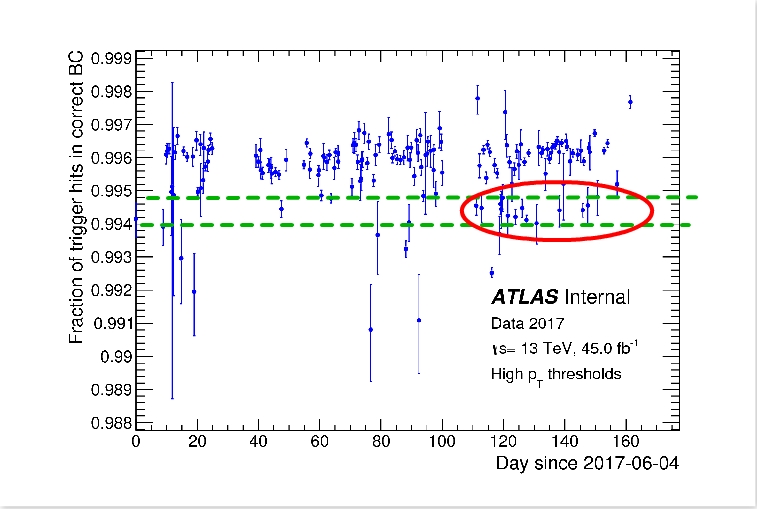 Fraction of trigger hits in correct BC
0.999
0.998
0.997
0.996
0.995
0.994
0.993
0.992
0.991
0.99
0.989
0.988
ATLAS Internal
Data 2017
√s= 13 TeV, 45.0 fb⁻¹
High p_T thresholds
0 20 40 60 80 100 120 140 160
Day since 2017-06-04